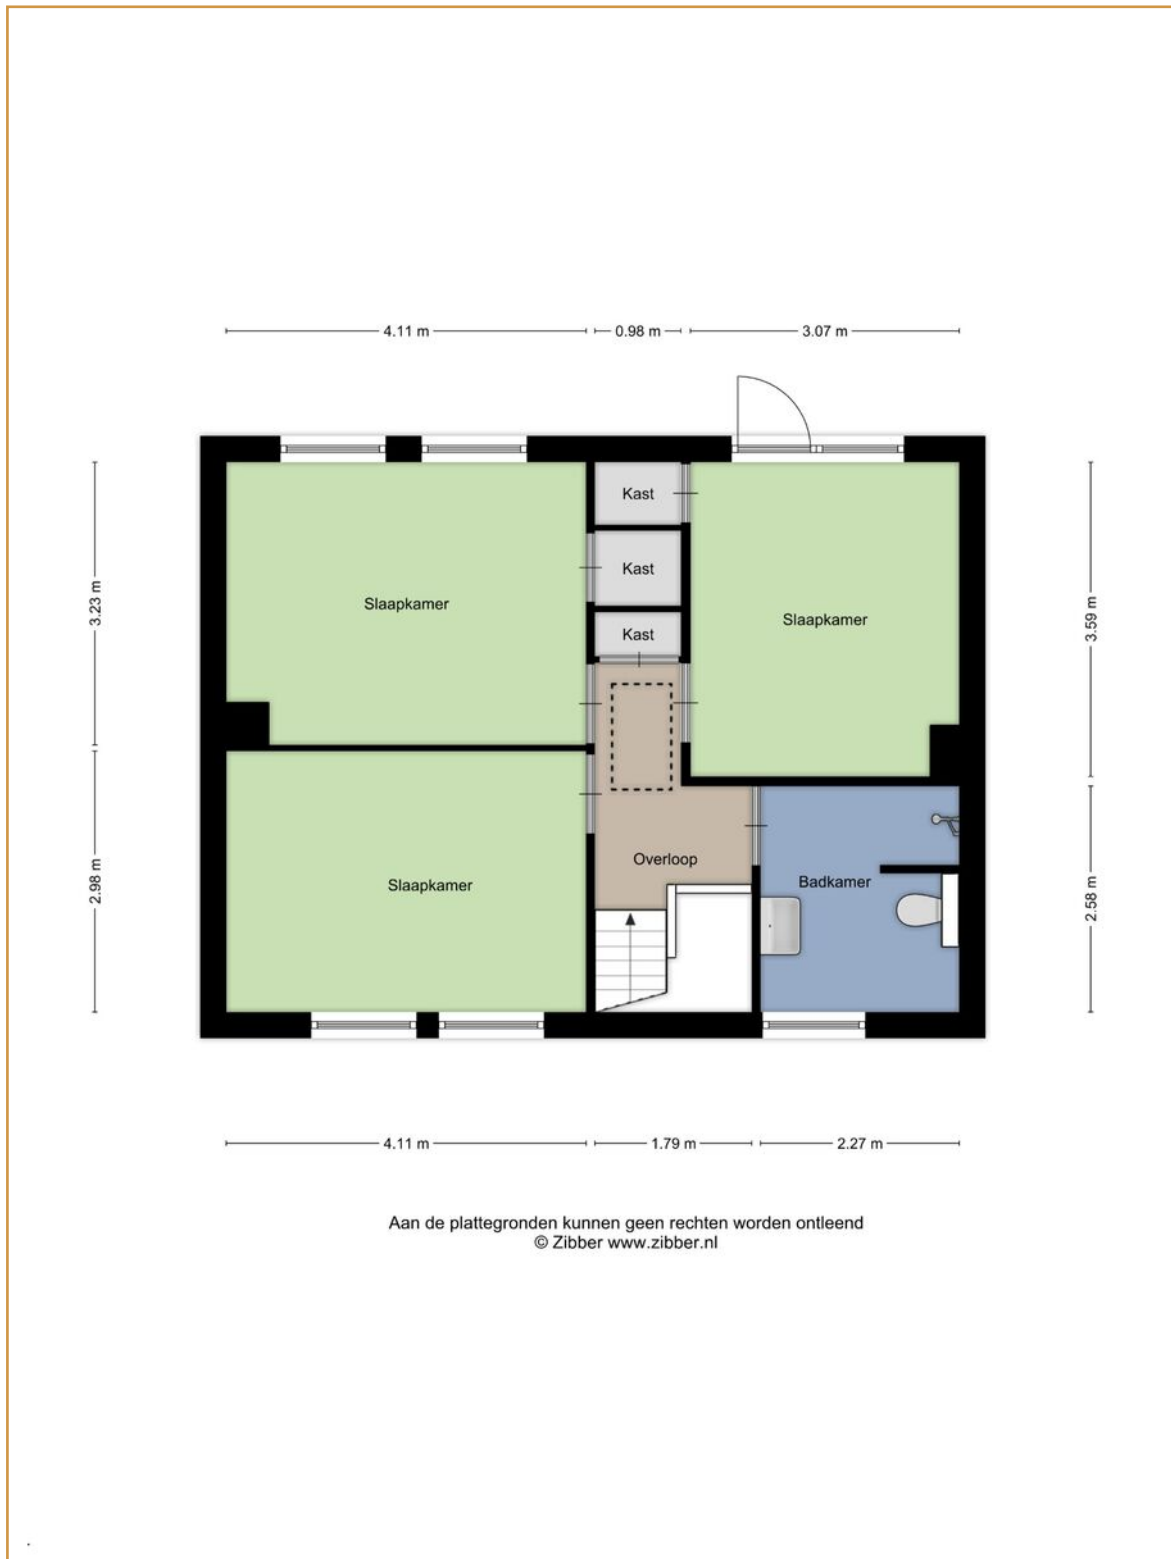 4.11 m
0.98 m
3.07 m
Kast
Kast
Kast
Slaapkamer
Slaapkamer
3.23 m
3.59 m
Overloop
Slaapkamer
Badkamer
2.98 m
2.58 m
4.11 m
1.79 m
2.27 m
Aan de plattegronden kunnen geen rechten worden ontleend
© Zibber www.zibber.nl